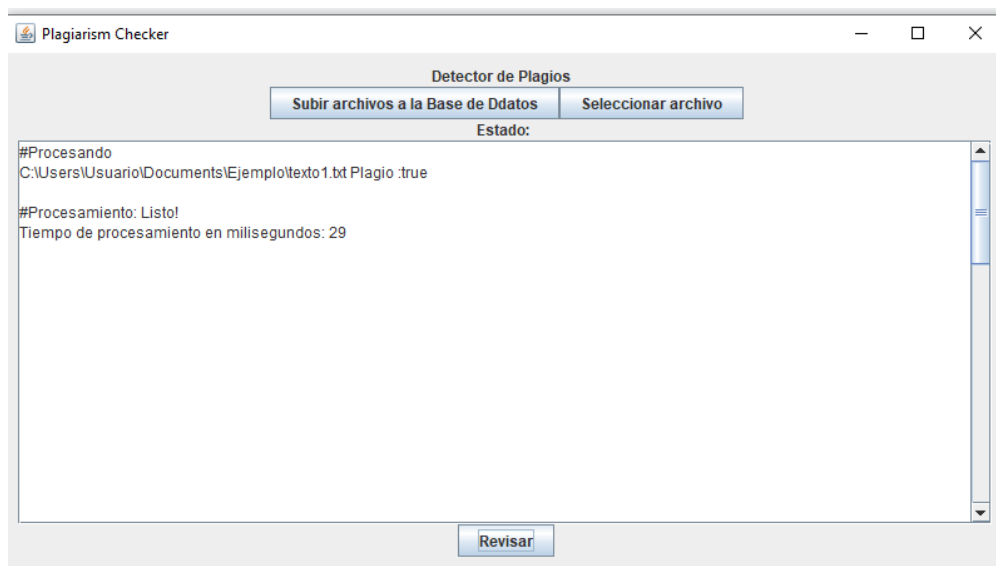 Plagiarism Checker
Detector de Plagios
Subir archivos a la Base de Ddatos Seleccionar archivo
Estado:
#Procesando
C:\Users\Usuario\Documents\Ejemplo\texto1.txt Plagio :true
#Procesamiento: Listo!
Tiempo de procesamiento en milisegundos: 29
Revisar